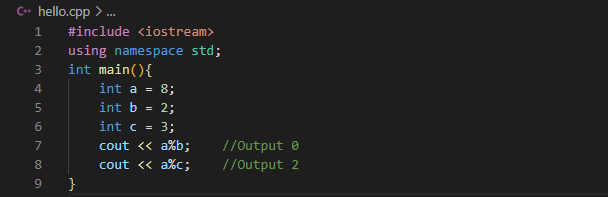 C++ hello.cpp > ...
1 #include <iostream>
2 using namespace std;
3 int main(){
4     int a = 8;
5     int b = 2;
6     int c = 3;
7     cout << a%b;    //Output 0
8     cout << a%c;    //Output 2
9 }